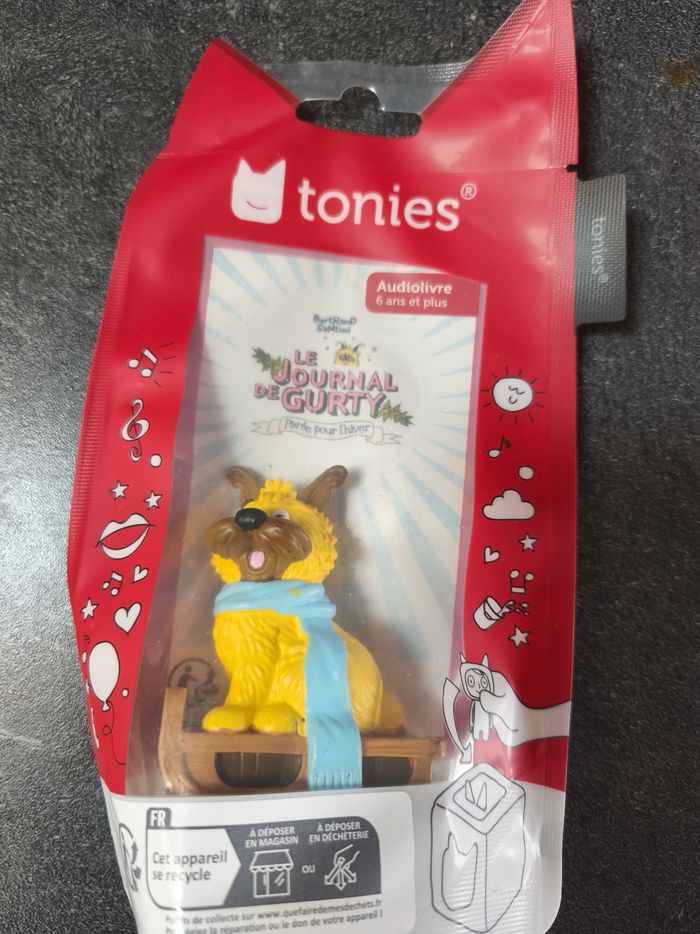 tonies®
tonies®
Audiolivre
6 ans et plus
BertRanD
SaNtini
LE
JOURNAL
DE GURTY
Parée pour l'hiver
FR
Cet appareil
se recycle
À DÉPOSER
EN MAGASIN
OU
À DÉPOSER
EN DÉCHÈTERIE
Points de collecte sur www.quefairedemesdechets.fr
Privilégiez la réparation ou le don de votre appareil !